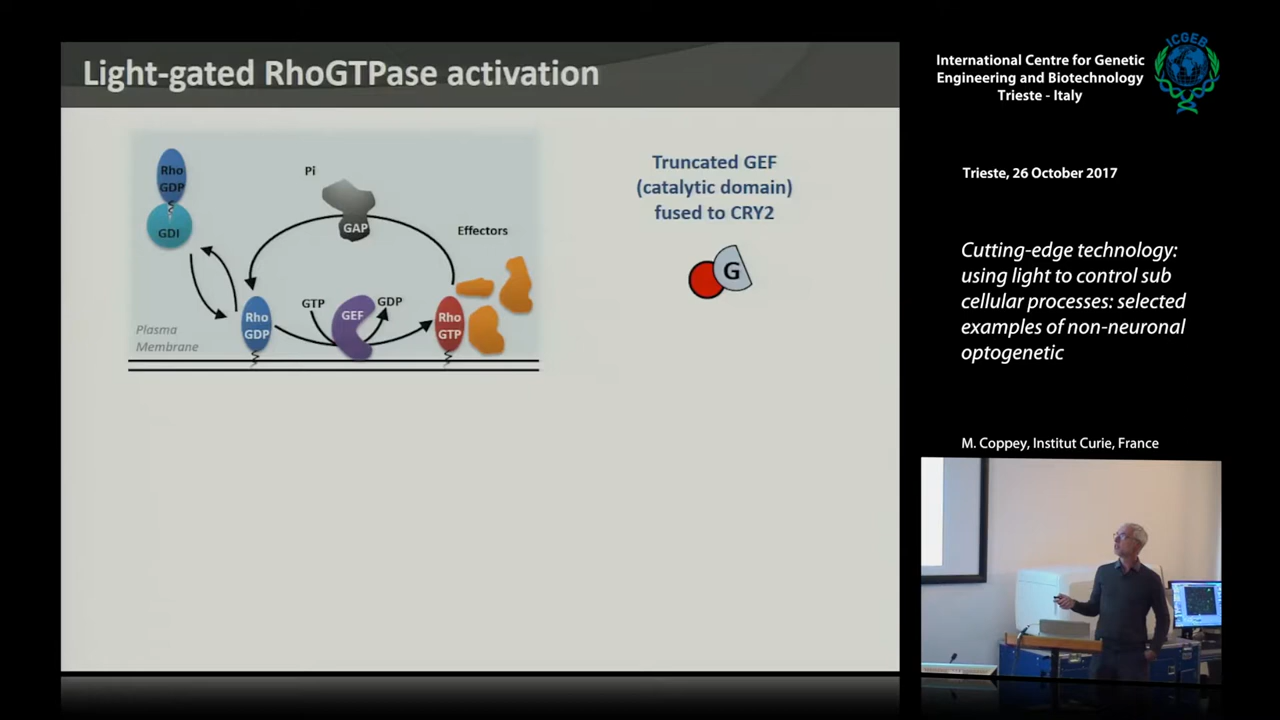 Light-gated RhoGTPase activation
Rho
GDP
GDI
Pi
GAP
Effectors
GTP
GDP
GEF
Rho
GDP
Rho
GTP
Plasma
Membrane
Truncated GEF
(catalytic domain)
fused to CRY2
G
International Centre for Genetic
Engineering and Biotechnology
Trieste - Italy
ICGEB
Trieste, 26 October 2017
Cutting-edge technology:
using light to control sub
cellular processes: selected
examples of non-neuronal
optogenetic
M. Coppey, Institut Curie, France